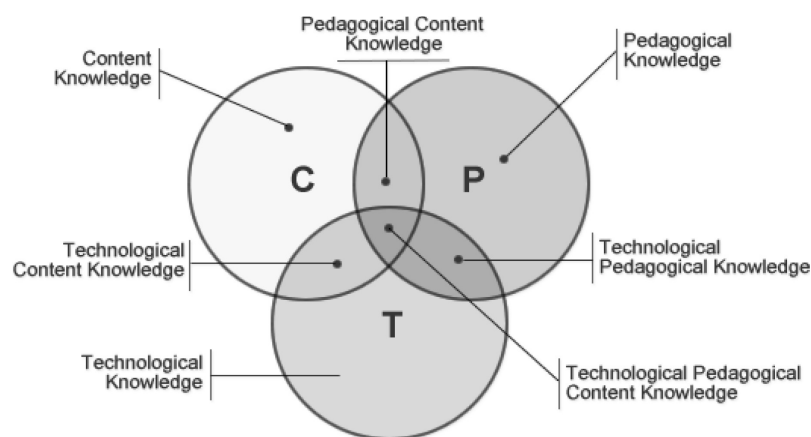 Pedagogical Content
Knowledge
Content
Knowledge
Pedagogical
Knowledge
C
P
Technological
Content Knowledge
Technological
Pedagogical Knowledge
T
Technological
Knowledge
Technological Pedagogical
Content Knowledge